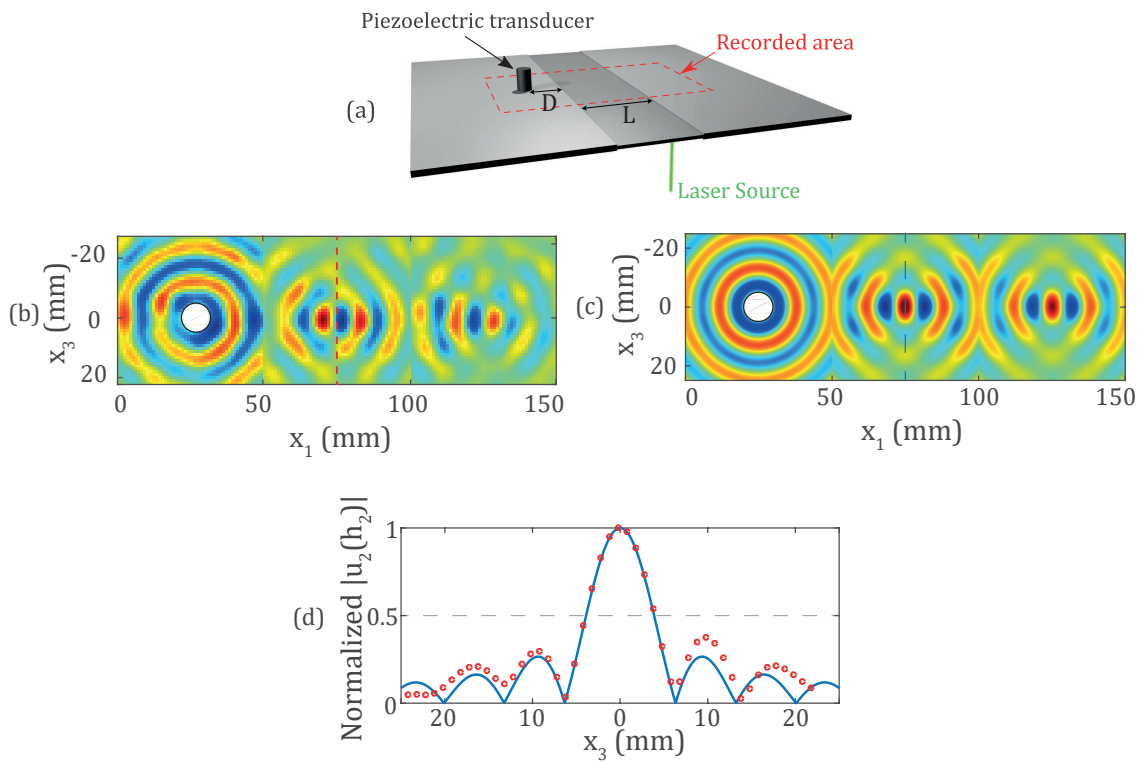 Piezoelectric transducer
Recorded area
(a)
D
L
Laser Source
(b)
x3 (mm)
-20
0
20
0
50
100
150
x1 (mm)
(c)
x3 (mm)
-20
0
20
0
50
100
150
x1 (mm)
(d)
Normalized |u2(h2)|
1
0.5
0
20
10
0
10
20
x3 (mm)